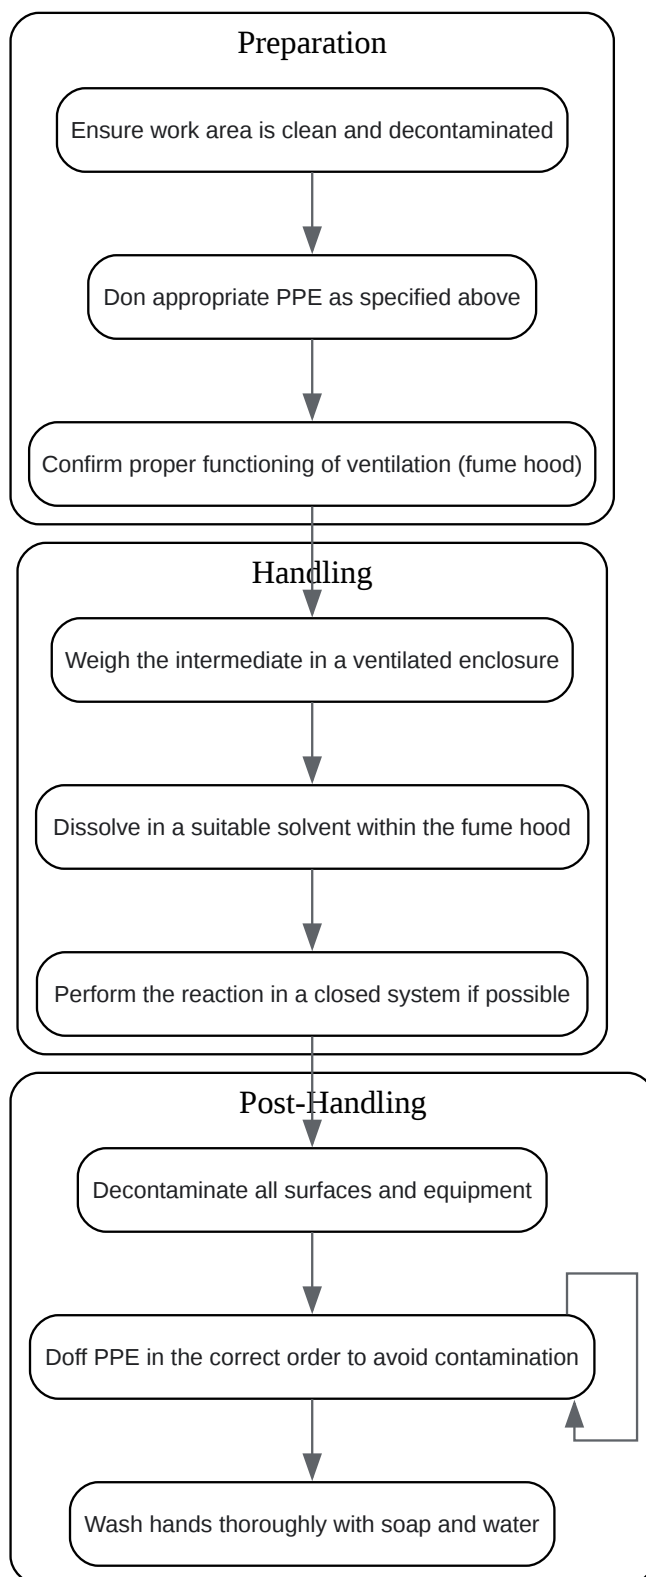 Preparation
Ensure work area is clean and decontaminated
Don appropriate PPE as specified above
Confirm proper functioning of ventilation (fume hood)
Handling
Weigh the intermediate in a ventilated enclosure
Dissolve in a suitable solvent within the fume hood
Perform the reaction in a closed system if possible
Post-Handling
Decontaminate all surfaces and equipment
Doff PPE in the correct order to avoid contamination
Wash hands thoroughly with soap and water